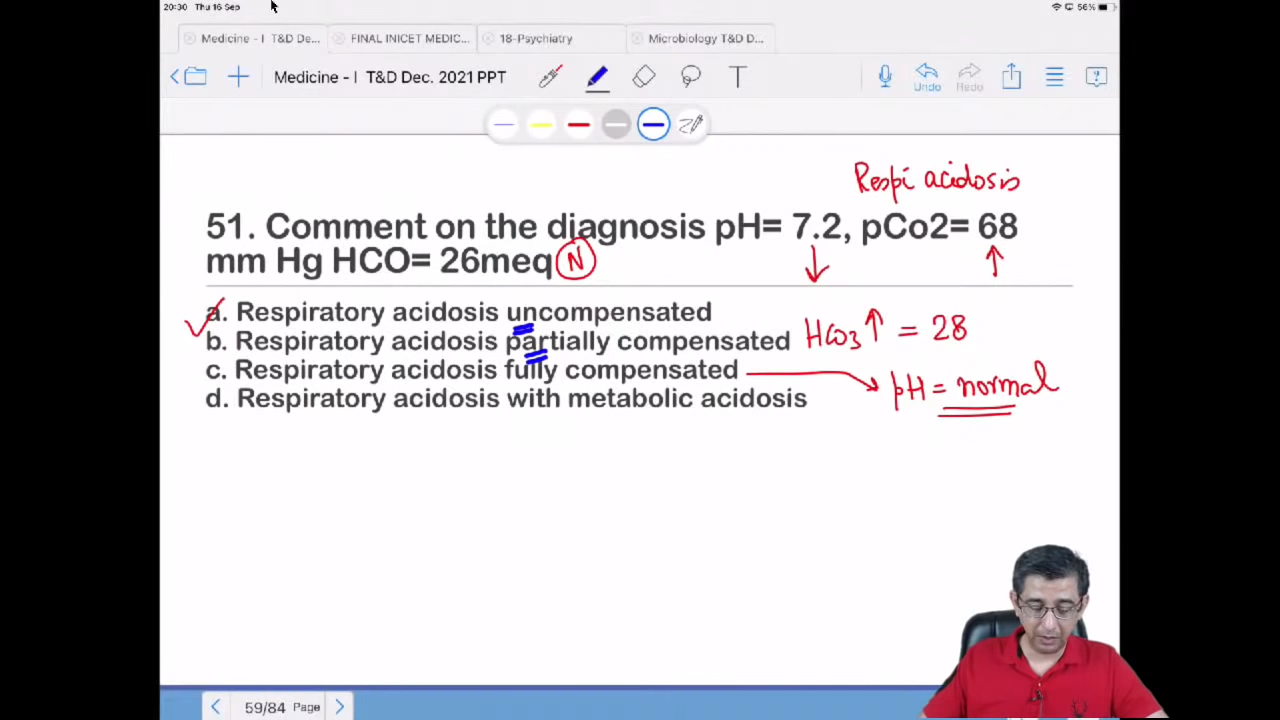 20:30 Thu 16 Sep
56%
Medicine - I T&D De...
FINAL INICET MEDIC...
18-Psychiatry
Microbiology T&D D...
Medicine - I T&D Dec. 2021 PPT
T
Undo
Redo
Respi acidosis
51. Comment on the diagnosis pH= 7.2, pCo2= 68
mm Hg HCO= 26meq N
a. Respiratory acidosis uncompensated
b. Respiratory acidosis partially compensated
HCO3 ↑ = 28
c. Respiratory acidosis fully compensated
pH = normal
d. Respiratory acidosis with metabolic acidosis
59/84 Page